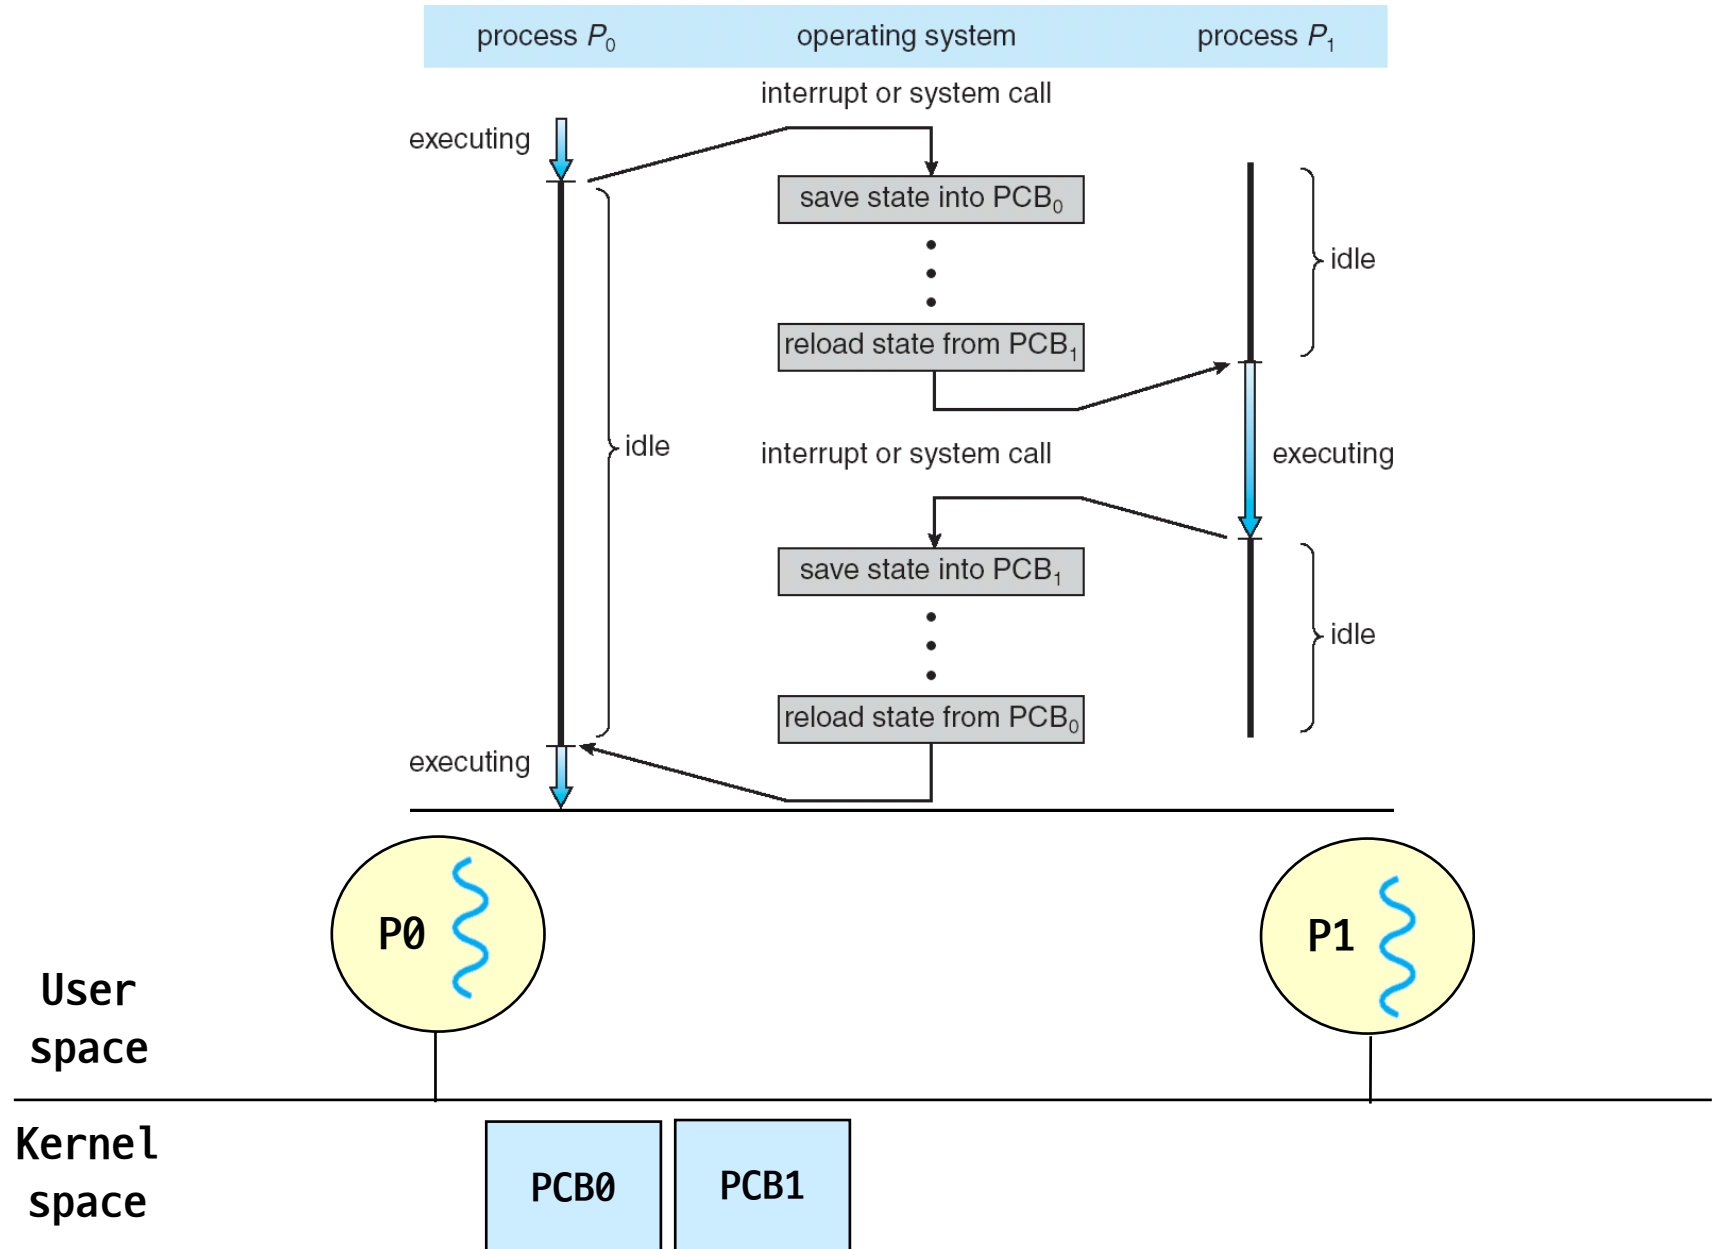 process P₀ operating system process P₁
interrupt or system call
executing
save state into PCB₀
idle
reload state from PCB₁
idle
interrupt or system call
executing
save state into PCB₁
idle
reload state from PCB₀
executing
P0
P1
User
space
Kernel
space
PCB0
PCB1